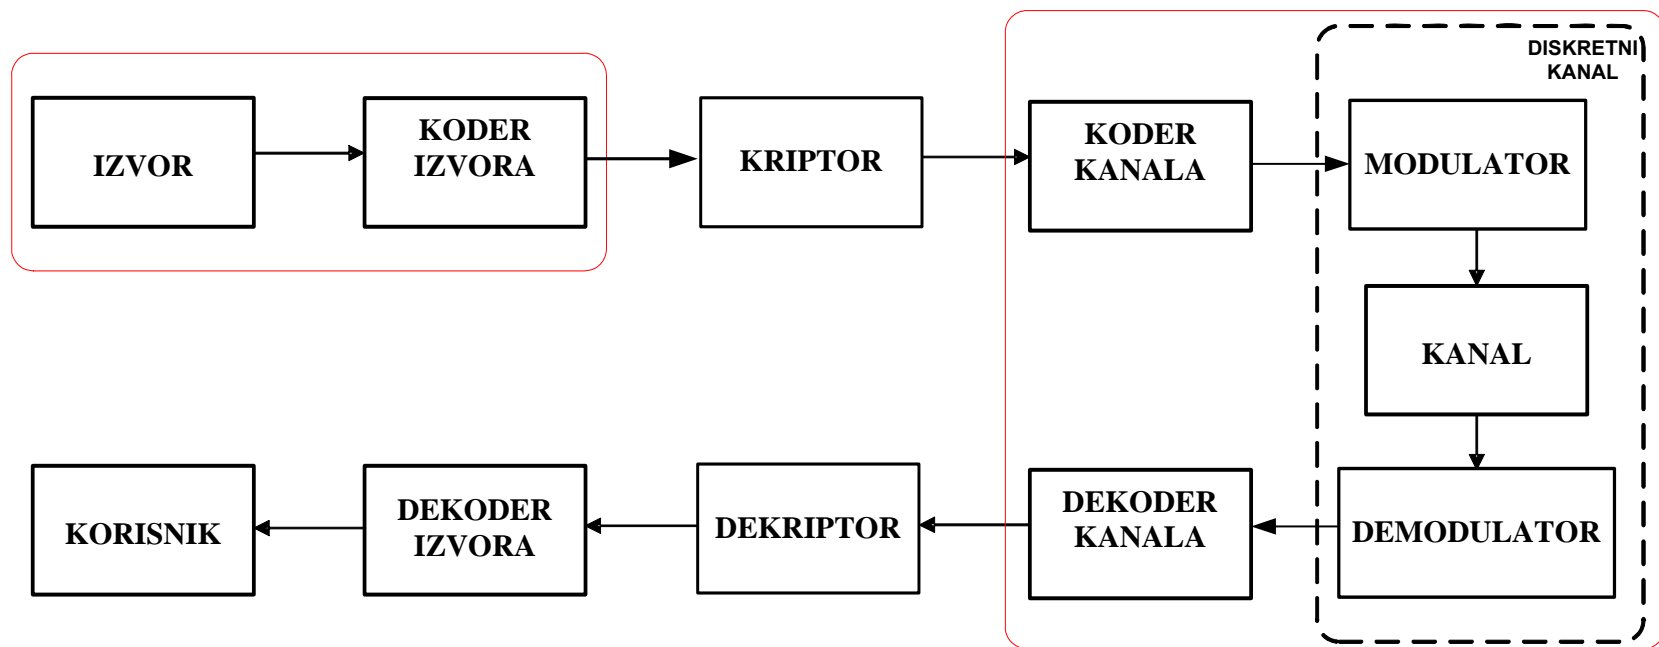 DISKRETNI
KANAL
IZVOR
KODER
IZVORA
KRIPTOR
KODER
KANALA
MODULATOR
KANAL
KORISNIK
DEKODER
IZVORA
DEKRIPTOR
DEKODER
KANALA
DEMODULATOR